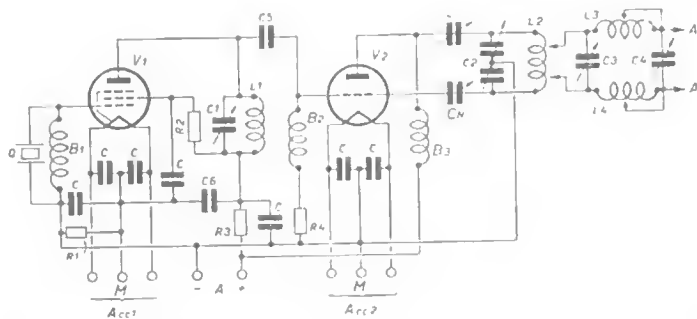 C5
V1
V2
L2
L3
A
L1
C1
C2
C3
C4
A
R2
Cn
L4
Q
B1
B2
B3
C
C
C
C
C
C
C6
C
R1
R3
R4
M
- A +
M
Acc1
Acc2